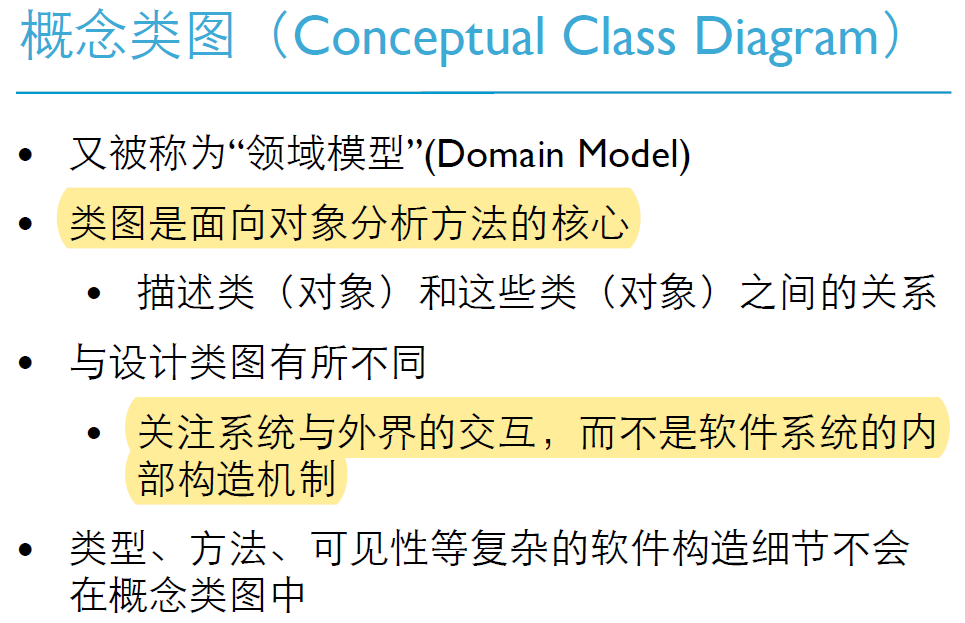 概念类图（Conceptual Class Diagram）
• 又被称为“领域模型”(Domain Model)
• 类图是面向对象分析方法的核心
• 描述类（对象）和这些类（对象）之间的关系
• 与设计类图有所不同
• 关注系统与外界的交互，而不是软件系统的内
部构造机制
• 类型、方法、可见性等复杂的软件构造细节不会
在概念类图中